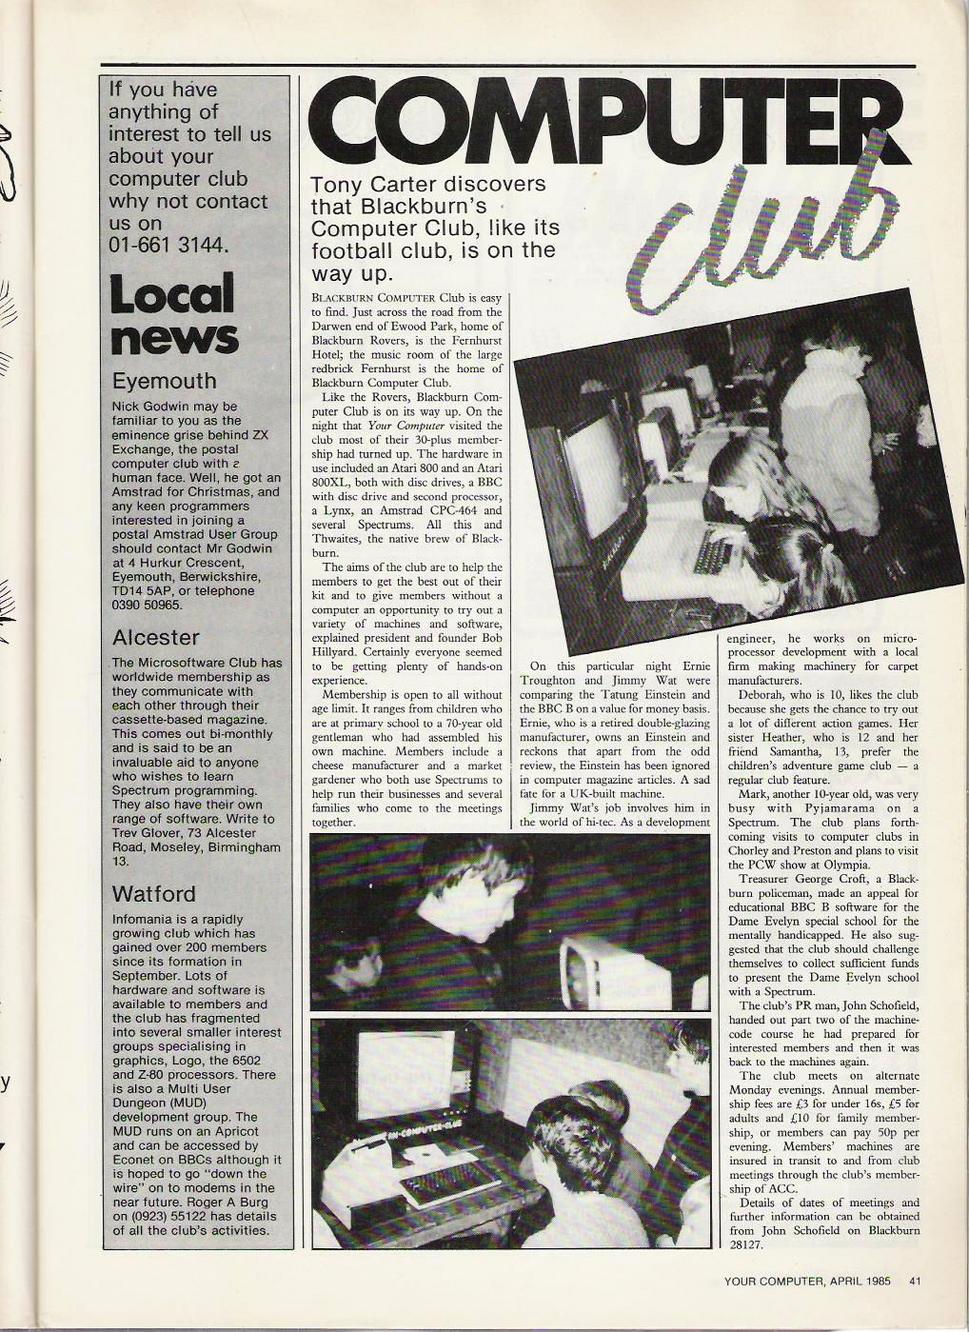 If you have
anything of
interest to tell us
about your
computer club
why not contact
us on
01-661 3144.
Local
news
Eyemouth
Nick Godwin may be
familiar to you as the
eminence grise behind ZX
Exchange, the postal
computer club with a
human face. Well, he got an
Amstrad for Christmas, and
any keen programmers
interested in joining a
postal Amstrad User Group
should contact Mr Godwin
at 4 Hurkur Crescent,
Eyemouth, Berwickshire,
TD14 5AP, or telephone
0390 50965.
Alcester
The Microsoftware Club has
worldwide membership as
they communicate with
each other through their
cassette-based magazine.
This comes out bi-monthly
and is said to be an
invaluable aid to anyone
who wishes to learn
Spectrum programming.
They also have their own
range of software. Write to
Trev Glover, 73 Alcester
Road, Moseley, Birmingham
13.
Watford
Infomania is a rapidly
growing club which has
gained over 200 members
since its formation in
September. Lots of
hardware and software is
available to members and
the club has fragmented
into several smaller interest
groups specialising in
graphics, Logo, the 6502
and Z-80 processors. There
is also a Multi User
Dungeon (MUD)
development group. The
MUD runs on an Apricot
and can be accessed by
Econet on BBCs although it
is hoped to go "down the
wire" on to modems in the
near future. Roger A Burg
on (0923) 55122 has details
of all the club's activities.
COMPUTER
club
Tony Carter discovers
that Blackburn's
Computer Club, like its
football club, is on the
way up.
BLACKBURN COMPUTER Club is easy
to find. Just across the road from the
Darwen end of Ewood Park, home of
Blackburn Rovers, is the Fernhurst
Hotel; the music room of the large
redbrick Fernhurst is the home of
Blackburn Computer Club.
Like the Rovers, Blackburn Com-
puter Club is on its way up. On the
night that Your Computer visited the
club most of their 30-plus member-
ship had turned up. The hardware in
use included an Atari 800 and an Atari
800XL, both with disc drives, a BBC
with disc drive and second processor,
a Lynx, an Amstrad CPC-464 and
several Spectrums. All this and
Thwaites, the native brew of Black-
burn.
The aims of the club are to help the
members to get the best out of their
kit and to give members without a
computer an opportunity to try out a
variety of machines and software,
explained president and founder Bob
Hillyard. Certainly everyone seemed
to be getting plenty of hands-on
experience.
Membership is open to all without
age limit. It ranges from children who
are at primary school to a 70-year old
gentleman who had assembled his
own machine. Members include a
cheese manufacturer and a market
gardener who both use Spectrums to
help run their businesses and several
families who come to the meetings
together.
On this particular night Ernie
Troughton and Jimmy Wat were
comparing the Tatung Einstein and
the BBC B on a value for money basis.
Ernie, who is a retired double-glazing
manufacturer, owns an Einstein and
reckons that apart from the odd
review, the Einstein has been ignored
in computer magazine articles. A sad
fate for a UK-built machine.
Jimmy Wat's job involves him in
the world of hi-tec. As a development
engineer, he works on micro-
processor development with a local
firm making machinery for carpet
manufacturers.
Deborah, who is 10, likes the club
because she gets the chance to try out
a lot of different action games. Her
sister Heather, who is 12 and her
friend Samantha, 13, prefer the
children's adventure game club — a
regular club feature.
Mark, another 10-year old, was very
busy with Pyjamarama on a
Spectrum. The club plans forth-
coming visits to computer clubs in
Chorley and Preston and plans to visit
the PCW show at Olympia.
Treasurer George Croft, a Black-
burn policeman, made an appeal for
educational BBC B software for the
Dame Evelyn special school for the
mentally handicapped. He also sug-
gested that the club should challenge
themselves to collect sufficient funds
to present the Dame Evelyn school
with a Spectrum.
The club's PR man, John Schofield,
handed out part two of the machine-
code course he had prepared for
interested members and then it was
back to the machines again.
The club meets on alternate
Monday evenings. Annual member-
ship fees are £3 for under 16s, £5 for
adults and £10 for family member-
ship, or members can pay 50p per
evening. Members' machines are
insured in transit to and from club
meetings through the club's member-
ship of ACC.
Details of dates of meetings and
further information can be obtained
from John Schofield on Blackburn
28127.
COMPUTER-CLUB
YOUR COMPUTER, APRIL 1985 41